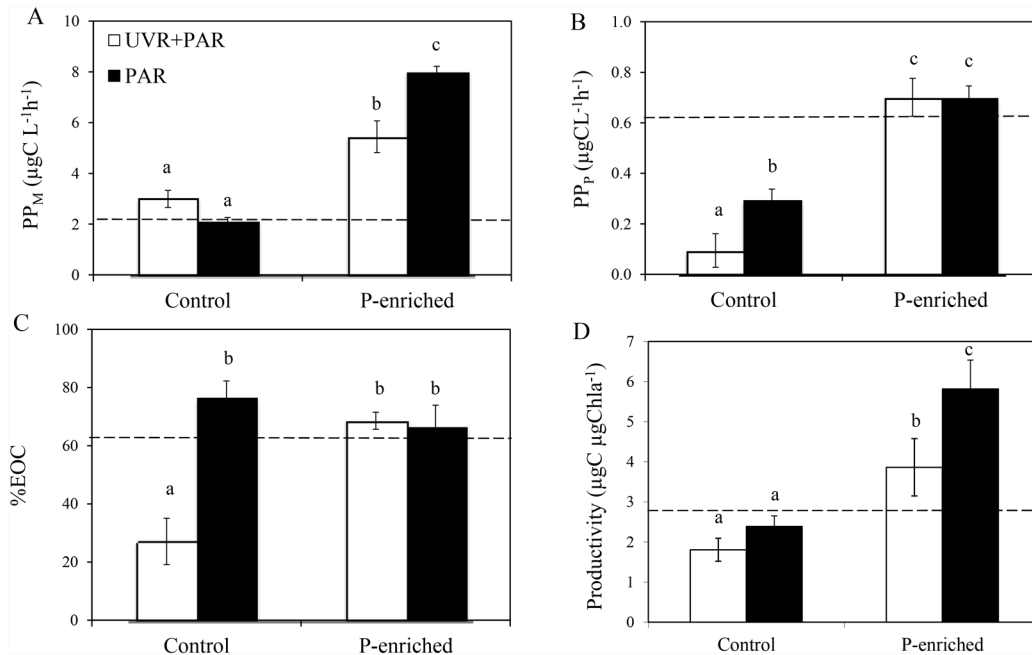 A
10
8
6
4
2
0
PP_M (µgC L⁻¹h⁻¹)
UVR+PAR
PAR
a
a
b
c
Control
P-enriched
B
1.0
0.8
0.6
0.4
0.2
0.0
PP_P (µgCL⁻¹h⁻¹)
a
b
c
c
Control
P-enriched
C
100
80
60
40
20
0
%EOC
a
b
b
b
Control
P-enriched
D
7
6
5
4
3
2
1
0
Productivity (µgC µgChla⁻¹)
a
a
b
c
Control
P-enriched